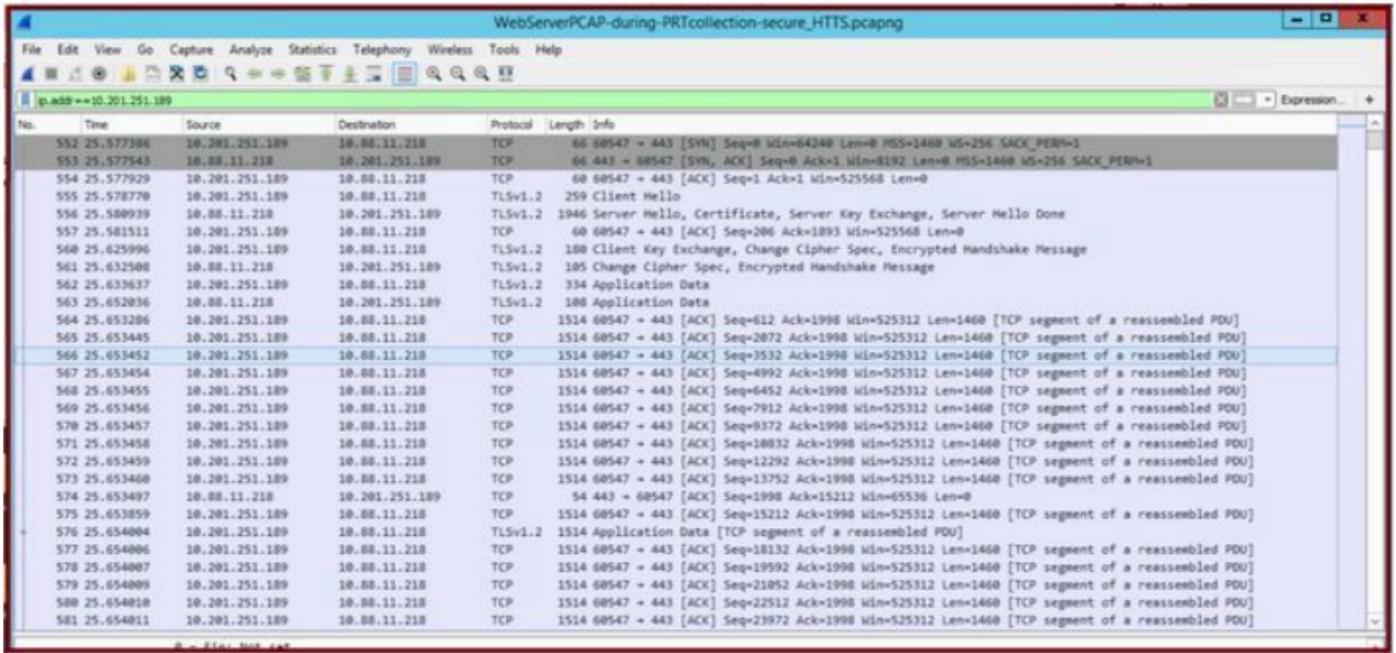 WebServerPCAP-during-PRTcollection-secure_HTTS.pcapng
File Edit View Go Capture Analyze Statistics Telephony Wireless Tools Help
ip.addr==10.201.251.189 Expression... +
No. Time Source Destination Protocol Length Info
552 25.577386 10.201.251.189 10.88.11.218 TCP 66 60547 → 443 [SYN] Seq=0 Win=64240 Len=0 MSS=1460 WS=256 SACK_PERM=1
553 25.577543 10.88.11.218 10.201.251.189 TCP 66 443 → 60547 [SYN, ACK] Seq=0 Ack=1 Win=8192 Len=0 MSS=1460 WS=256 SACK_PERM=1
554 25.577929 10.201.251.189 10.88.11.218 TCP 60 60547 → 443 [ACK] Seq=1 Ack=1 Win=525568 Len=0
555 25.578770 10.201.251.189 10.88.11.218 TLSv1.2 259 Client Hello
556 25.580939 10.88.11.218 10.201.251.189 TLSv1.2 1946 Server Hello, Certificate, Server Key Exchange, Server Hello Done
557 25.581511 10.201.251.189 10.88.11.218 TCP 60 60547 → 443 [ACK] Seq=206 Ack=1893 Win=525568 Len=0
560 25.625996 10.201.251.189 10.88.11.218 TLSv1.2 180 Client Key Exchange, Change Cipher Spec, Encrypted Handshake Message
561 25.632508 10.88.11.218 10.201.251.189 TLSv1.2 105 Change Cipher Spec, Encrypted Handshake Message
562 25.633637 10.201.251.189 10.88.11.218 TLSv1.2 334 Application Data
563 25.652036 10.88.11.218 10.201.251.189 TLSv1.2 108 Application Data
564 25.653286 10.201.251.189 10.88.11.218 TCP 1514 60547 → 443 [ACK] Seq=612 Ack=1998 Win=525312 Len=1460 [TCP segment of a reassembled PDU]
565 25.653445 10.201.251.189 10.88.11.218 TCP 1514 60547 → 443 [ACK] Seq=2072 Ack=1998 Win=525312 Len=1460 [TCP segment of a reassembled PDU]
566 25.653452 10.201.251.189 10.88.11.218 TCP 1514 60547 → 443 [ACK] Seq=3532 Ack=1998 Win=525312 Len=1460 [TCP segment of a reassembled PDU]
567 25.653454 10.201.251.189 10.88.11.218 TCP 1514 60547 → 443 [ACK] Seq=4992 Ack=1998 Win=525312 Len=1460 [TCP segment of a reassembled PDU]
568 25.653455 10.201.251.189 10.88.11.218 TCP 1514 60547 → 443 [ACK] Seq=6452 Ack=1998 Win=525312 Len=1460 [TCP segment of a reassembled PDU]
569 25.653456 10.201.251.189 10.88.11.218 TCP 1514 60547 → 443 [ACK] Seq=7912 Ack=1998 Win=525312 Len=1460 [TCP segment of a reassembled PDU]
570 25.653457 10.201.251.189 10.88.11.218 TCP 1514 60547 → 443 [ACK] Seq=9372 Ack=1998 Win=525312 Len=1460 [TCP segment of a reassembled PDU]
571 25.653458 10.201.251.189 10.88.11.218 TCP 1514 60547 → 443 [ACK] Seq=10832 Ack=1998 Win=525312 Len=1460 [TCP segment of a reassembled PDU]
572 25.653459 10.201.251.189 10.88.11.218 TCP 1514 60547 → 443 [ACK] Seq=12292 Ack=1998 Win=525312 Len=1460 [TCP segment of a reassembled PDU]
573 25.653460 10.201.251.189 10.88.11.218 TCP 1514 60547 → 443 [ACK] Seq=13752 Ack=1998 Win=525312 Len=1460 [TCP segment of a reassembled PDU]
574 25.653497 10.88.11.218 10.201.251.189 TCP 54 443 → 60547 [ACK] Seq=1998 Ack=15212 Win=65536 Len=0
575 25.653859 10.201.251.189 10.88.11.218 TCP 1514 60547 → 443 [ACK] Seq=15212 Ack=1998 Win=525312 Len=1460 [TCP segment of a reassembled PDU]
576 25.654004 10.201.251.189 10.88.11.218 TLSv1.2 1514 Application Data [TCP segment of a reassembled PDU]
577 25.654006 10.201.251.189 10.88.11.218 TCP 1514 60547 → 443 [ACK] Seq=18132 Ack=1998 Win=525312 Len=1460 [TCP segment of a reassembled PDU]
578 25.654007 10.201.251.189 10.88.11.218 TCP 1514 60547 → 443 [ACK] Seq=19592 Ack=1998 Win=525312 Len=1460 [TCP segment of a reassembled PDU]
579 25.654009 10.201.251.189 10.88.11.218 TCP 1514 60547 → 443 [ACK] Seq=21052 Ack=1998 Win=525312 Len=1460 [TCP segment of a reassembled PDU]
580 25.654010 10.201.251.189 10.88.11.218 TCP 1514 60547 → 443 [ACK] Seq=22512 Ack=1998 Win=525312 Len=1460 [TCP segment of a reassembled PDU]
581 25.654011 10.201.251.189 10.88.11.218 TCP 1514 60547 → 443 [ACK] Seq=23972 Ack=1998 Win=525312 Len=1460 [TCP segment of a reassembled PDU]